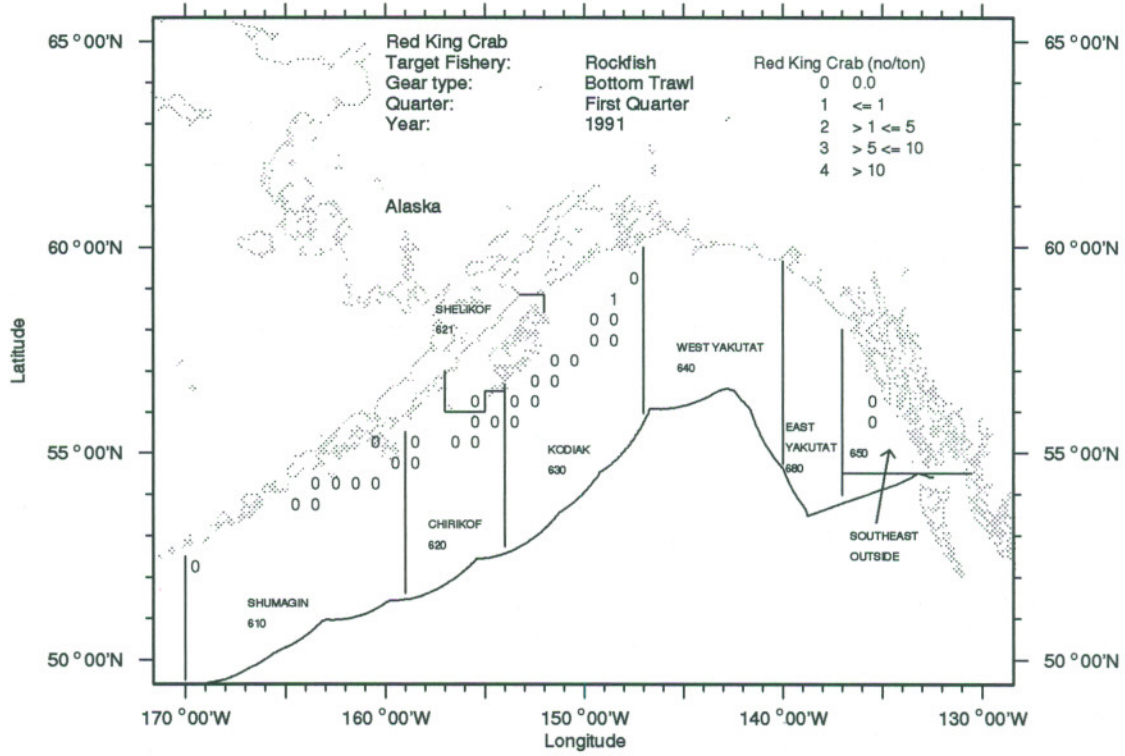 65 °00'N
65 °00'N
Red King Crab
Target Fishery: Rockfish
Gear type: Bottom Trawl
Quarter: First Quarter
Year: 1991
Red King Crab (no/ton)
0 0.0
1 <= 1
2 > 1 <= 5
3 > 5 <= 10
4 > 10
Alaska
60 °00'N
60 °00'N
0
SHELIKOF
621
1
0 0
0 0
WEST YAKUTAT
640
0 0
0 0
0 0 0 0
0 0 0
0
0
0 0 0 0
0 0
EAST
YAKUTAT
680
650
55 °00'N
55 °00'N
KODIAK
630
0 0 0 0
0 0
CHIRIKOF
620
SOUTHEAST
OUTSIDE
0
SHUMAGIN
610
50 °00'N
50 °00'N
170 °00'W
160 °00'W
150 °00'W
140 °00'W
130 °00'W
Longitude
Latitude